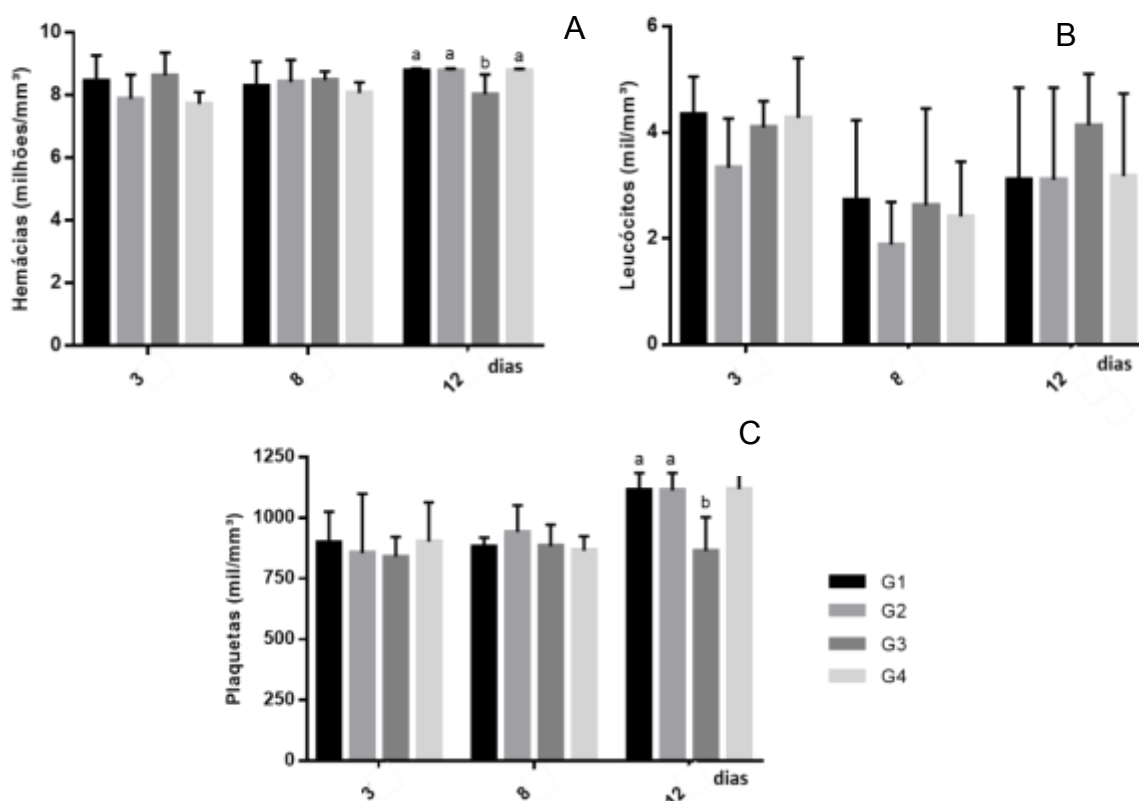 A
Hemácias (milhões/mm³)
10
8
6
4
2
0
a a b a
3 8 12 dias
B
Leucócitos (mil/mm³)
6
4
2
0
3 8 12 dias
C
Plaquetas (mil/mm³)
1250
1000
750
500
250
0
a a b
3 8 12 dias
G1
G2
G3
G4